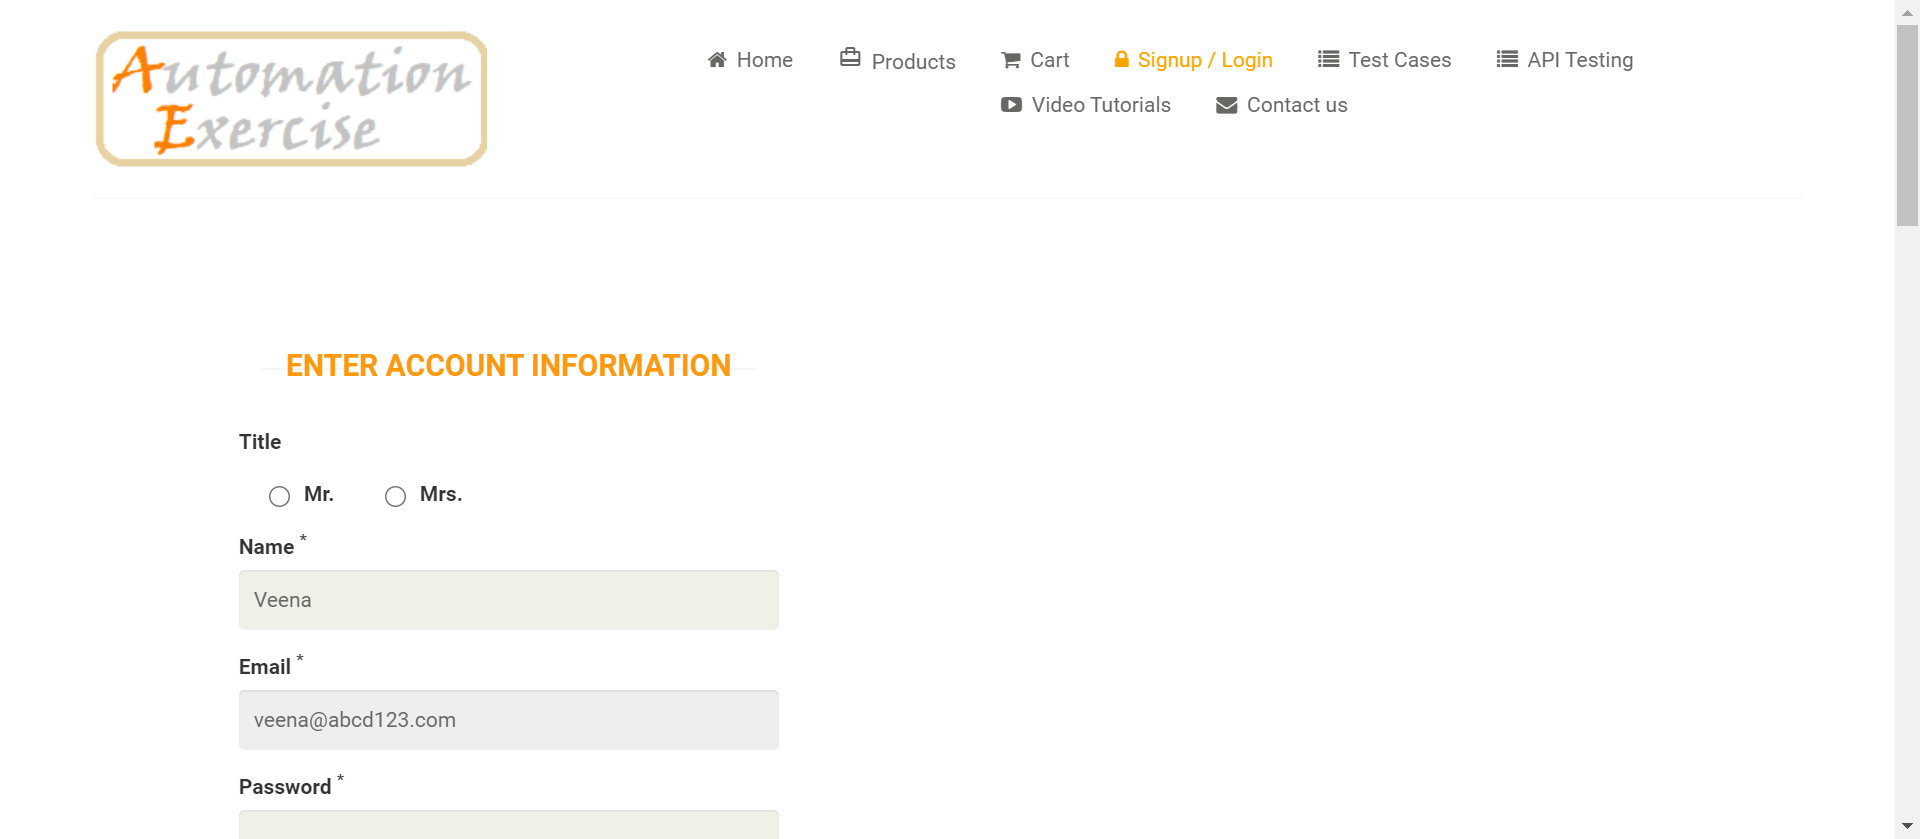 Automation
Exercise
Home Products Cart Signup / Login Test Cases API Testing
Video Tutorials Contact us
ENTER ACCOUNT INFORMATION
Title
Mr. Mrs.
Name *
Veena
Email *
veena@abcd123.com
Password *